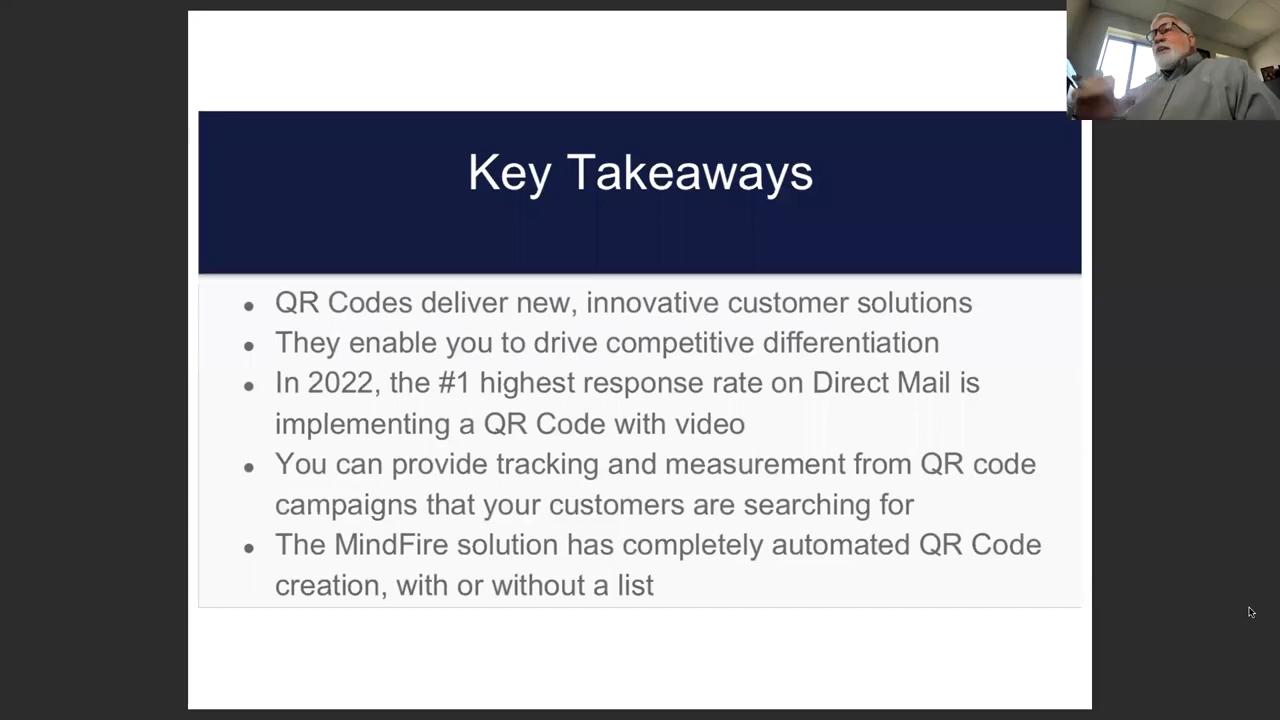 Key Takeaways
QR Codes deliver new, innovative customer solutions
They enable you to drive competitive differentiation
In 2022, the #1 highest response rate on Direct Mail is
implementing a QR Code with video
You can provide tracking and measurement from QR code
campaigns that your customers are searching for
The MindFire solution has completely automated QR Code
creation, with or without a list